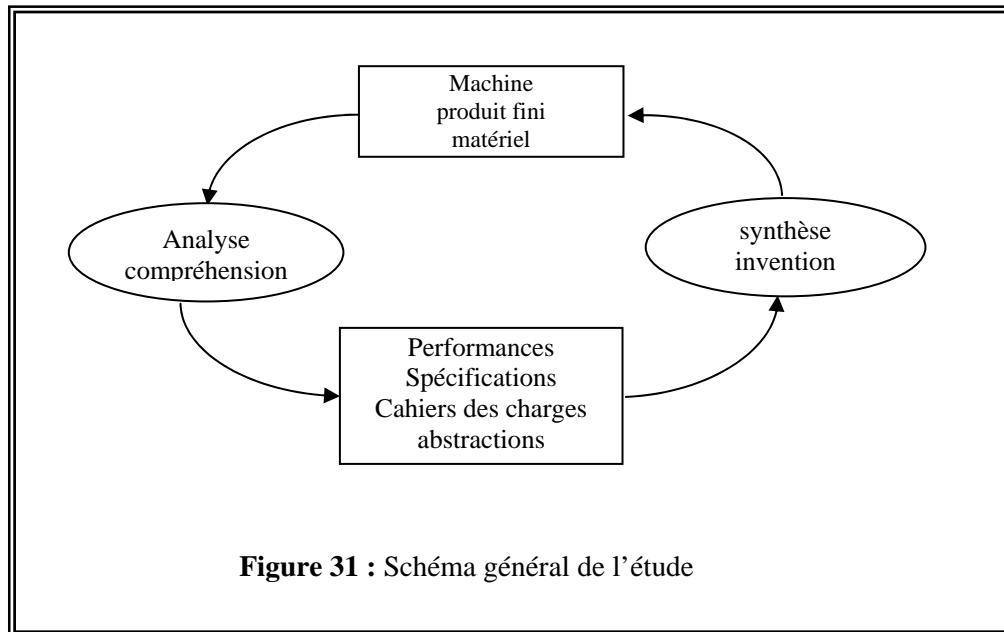 Machine
produit fini
matériel
Analyse
compréhension
synthèse
invention
Performances
Spécifications
Cahiers des charges
abstractions
Figure 31 : Schéma général de l’étude